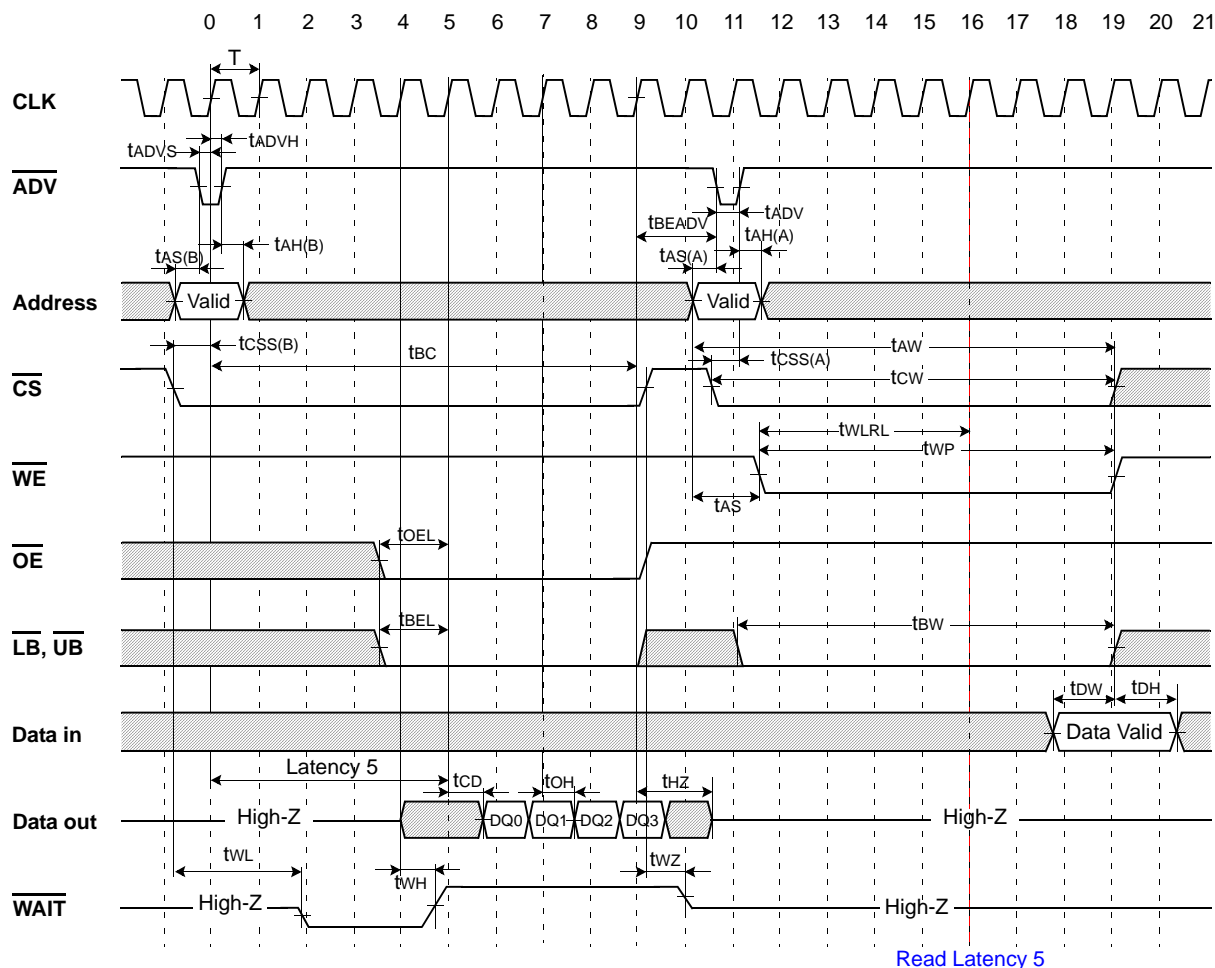 0 1 2 3 4 5 6 7 8 9 10 11 12 13 14 15 16 17 18 19 20 21
T
CLK
tADVH
tADVS
ADV
tBEADV
tADV
tAH(B)
tAH(A)
tAS(B)
tAS(A)
Address
Valid
Valid
tCSS(B)
tBC
tAW
tCSS(A)
tCW
CS
tWLRL
tWP
WE
tAS
tOEL
OE
tBEL
tBW
LB, UB
tDW
tDH
Data in
Data Valid
Latency 5
tCD
tOH
tHZ
Data out
High-Z
DQ0 DQ1 DQ2 DQ3
High-Z
tWL
tWH
tWZ
WAIT
High-Z
High-Z
Read Latency 5